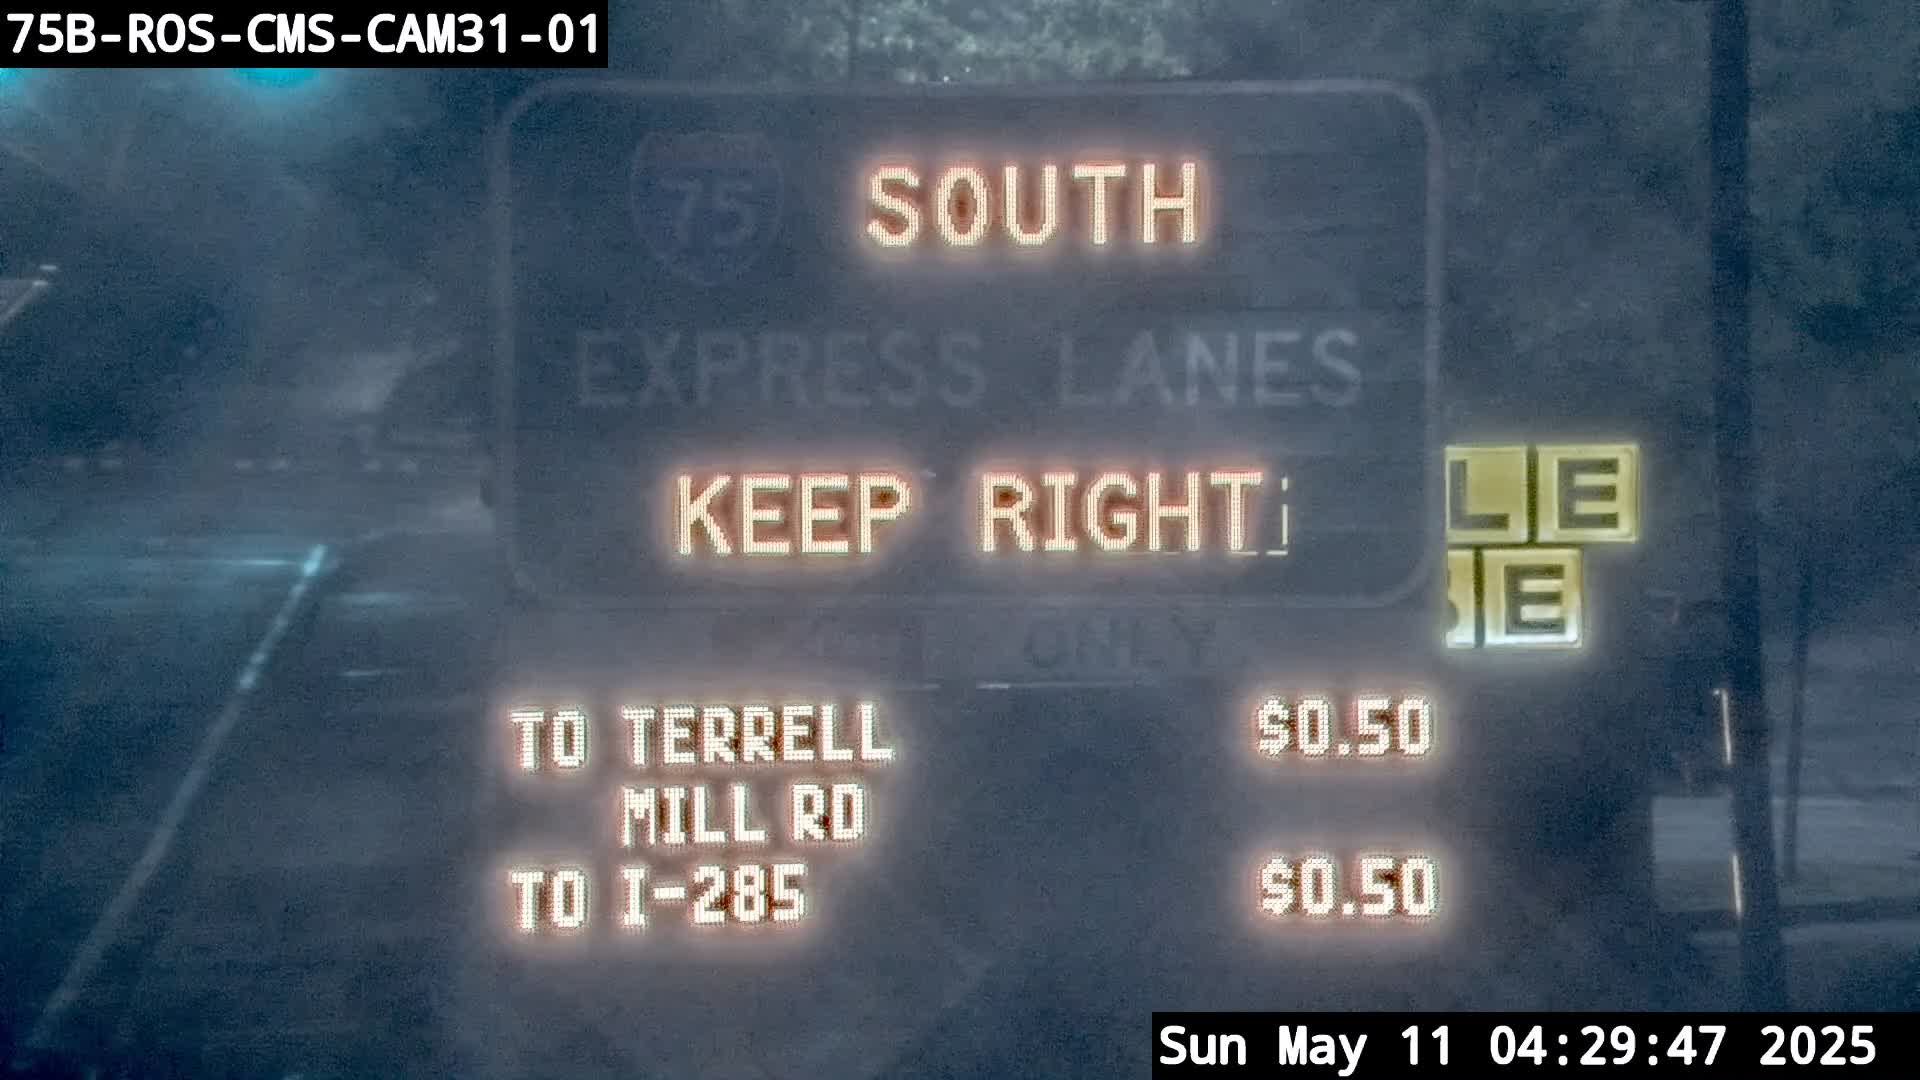 75B-ROS-CMS-CAM31-01
75 SOUTH
EXPRESS LANES
KEEP RIGHT
LE
E
ONLY
TO TERRELL $0.50
MILL RD
TO I-285 $0.50
Sun May 11 04:29:47 2025